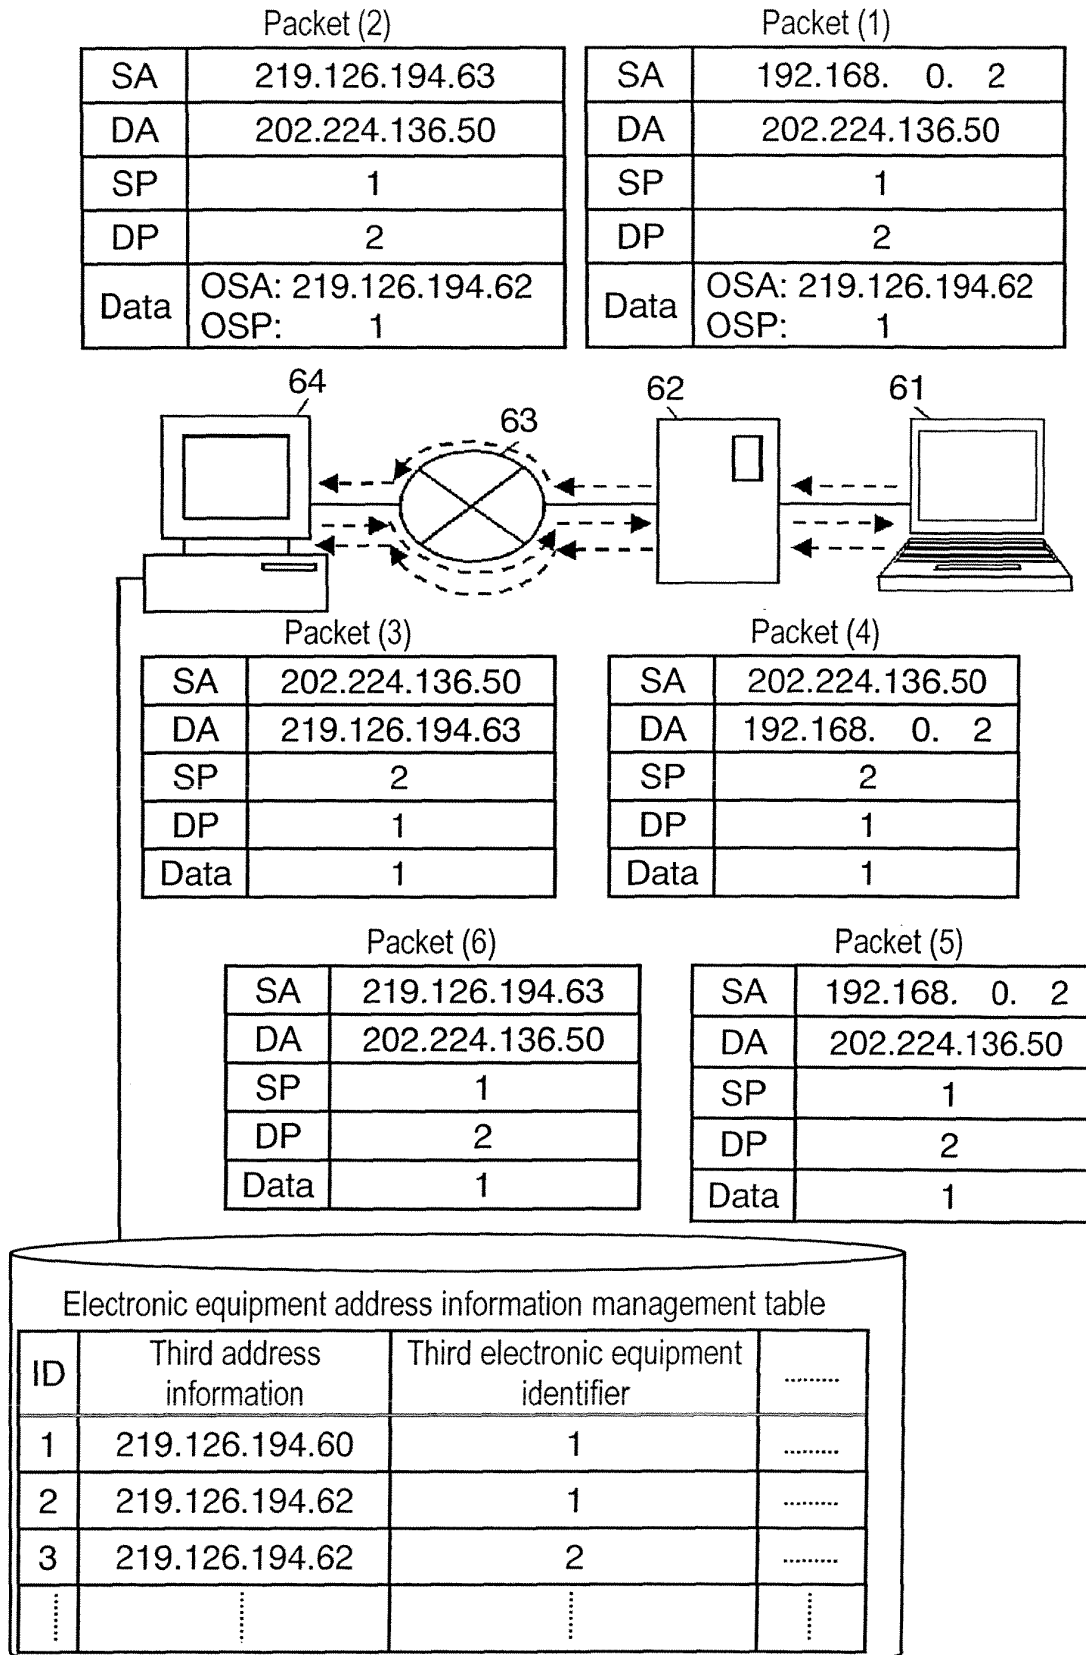 Packet (2)
SA 219.126.194.63
DA 202.224.136.50
SP 1
DP 2
Data OSA: 219.126.194.62
OSP: 1
Packet (1)
SA 192.168. 0. 2
DA 202.224.136.50
SP 1
DP 2
Data OSA: 219.126.194.62
OSP: 1
64
63
62
61
Packet (3)
SA 202.224.136.50
DA 219.126.194.63
SP 2
DP 1
Data 1
Packet (4)
SA 202.224.136.50
DA 192.168. 0. 2
SP 2
DP 1
Data 1
Packet (6)
SA 219.126.194.63
DA 202.224.136.50
SP 1
DP 2
Data 1
Packet (5)
SA 192.168. 0. 2
DA 202.224.136.50
SP 1
DP 2
Data 1
Electronic equipment address information management table
ID Third address information Third electronic equipment identifier .........
1 219.126.194.60 1 .........
2 219.126.194.62 1 .........
3 219.126.194.62 2 .........